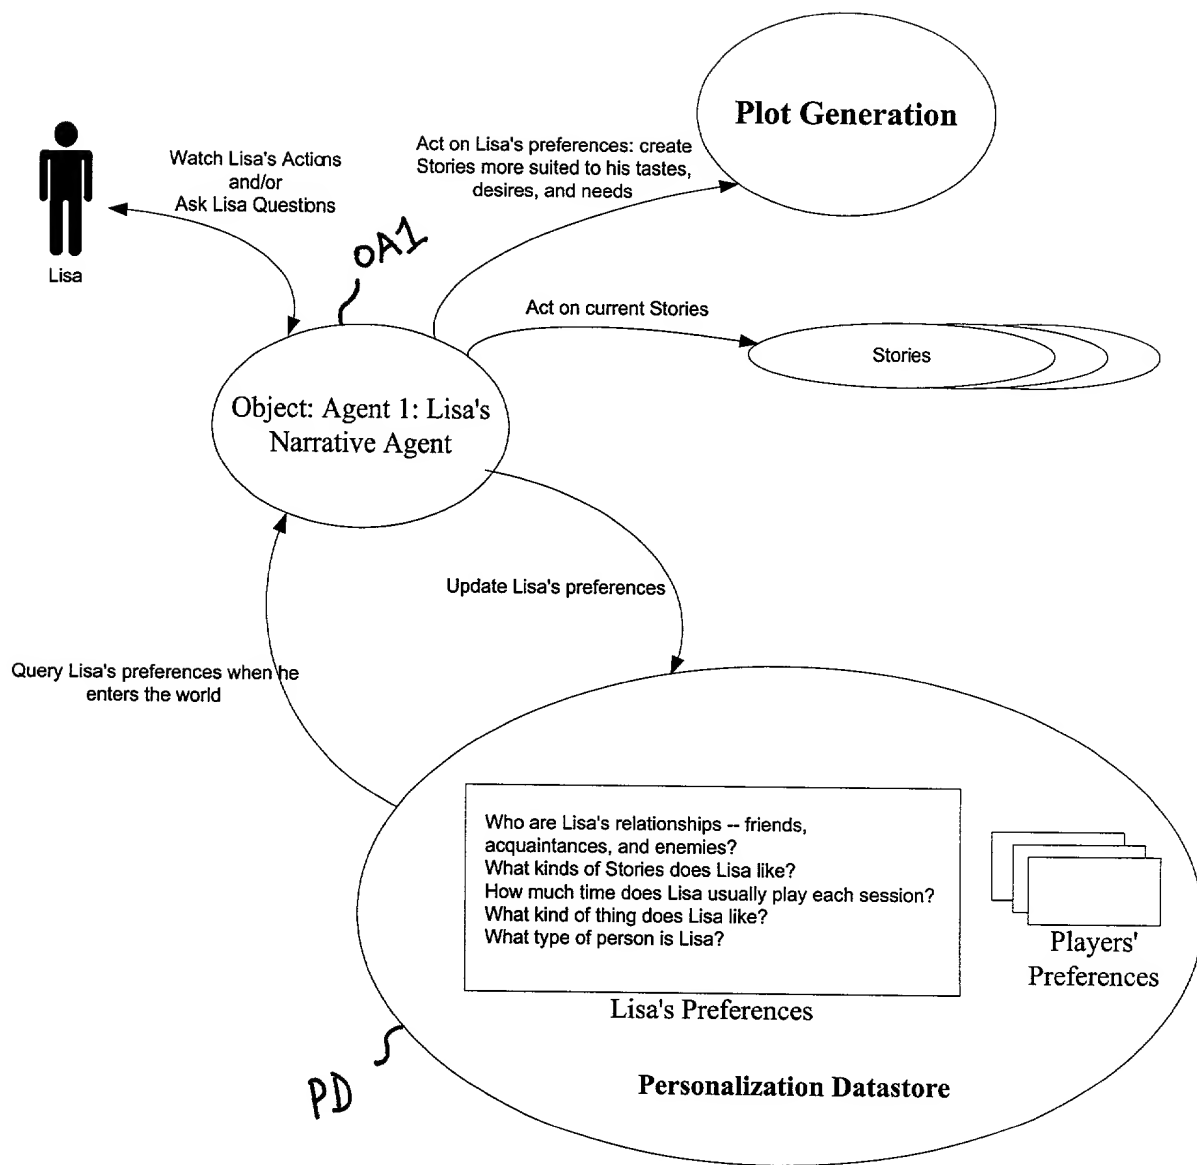 Plot Generation
Act on Lisa's preferences: create
Stories more suited to his tastes,
desires, and needs
Watch Lisa's Actions
and/or
Ask Lisa Questions
Lisa
OA1
Act on current Stories
Stories
Object: Agent 1: Lisa's
Narrative Agent
Update Lisa's preferences
Query Lisa's preferences when he
enters the world
Who are Lisa's relationships -- friends,
acquaintances, and enemies?
What kinds of Stories does Lisa like?
How much time does Lisa usually play each session?
What kind of thing does Lisa like?
What type of person is Lisa?
Lisa's Preferences
Players'
Preferences
Personalization Datastore
PD